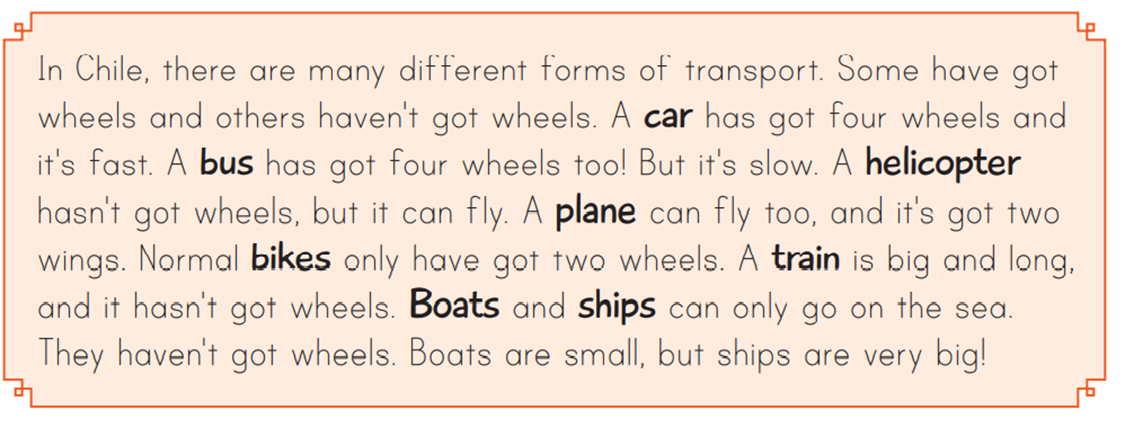 In Chile, there are many different forms of transport. Some have got
wheels and others haven't got wheels. A car has got four wheels and
it's fast. A bus has got four wheels too! But it's slow. A helicopter
hasn't got wheels, but it can fly. A plane can fly too, and it's got two
wings. Normal bikes only have got two wheels. A train is big and long,
and it hasn't got wheels. Boats and ships can only go on the sea.
They haven't got wheels. Boats are small, but ships are very big!